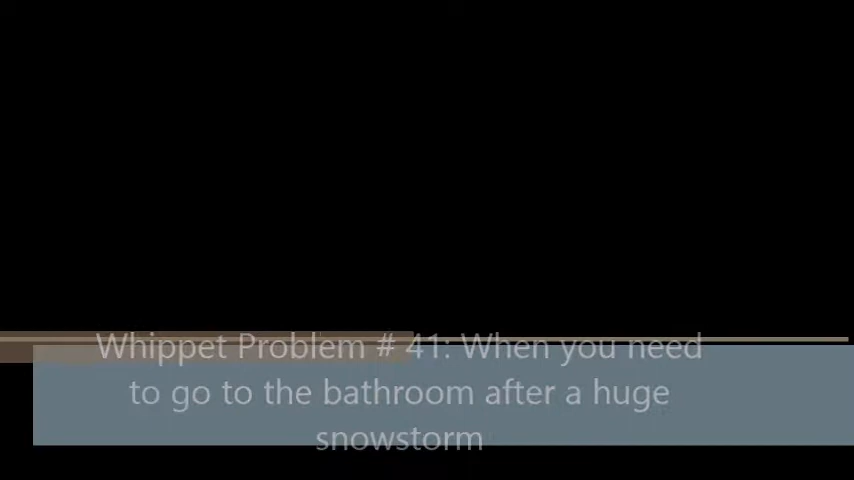 Whippet Problem # 41: When you need
to go to the bathroom after a huge
snowstorm